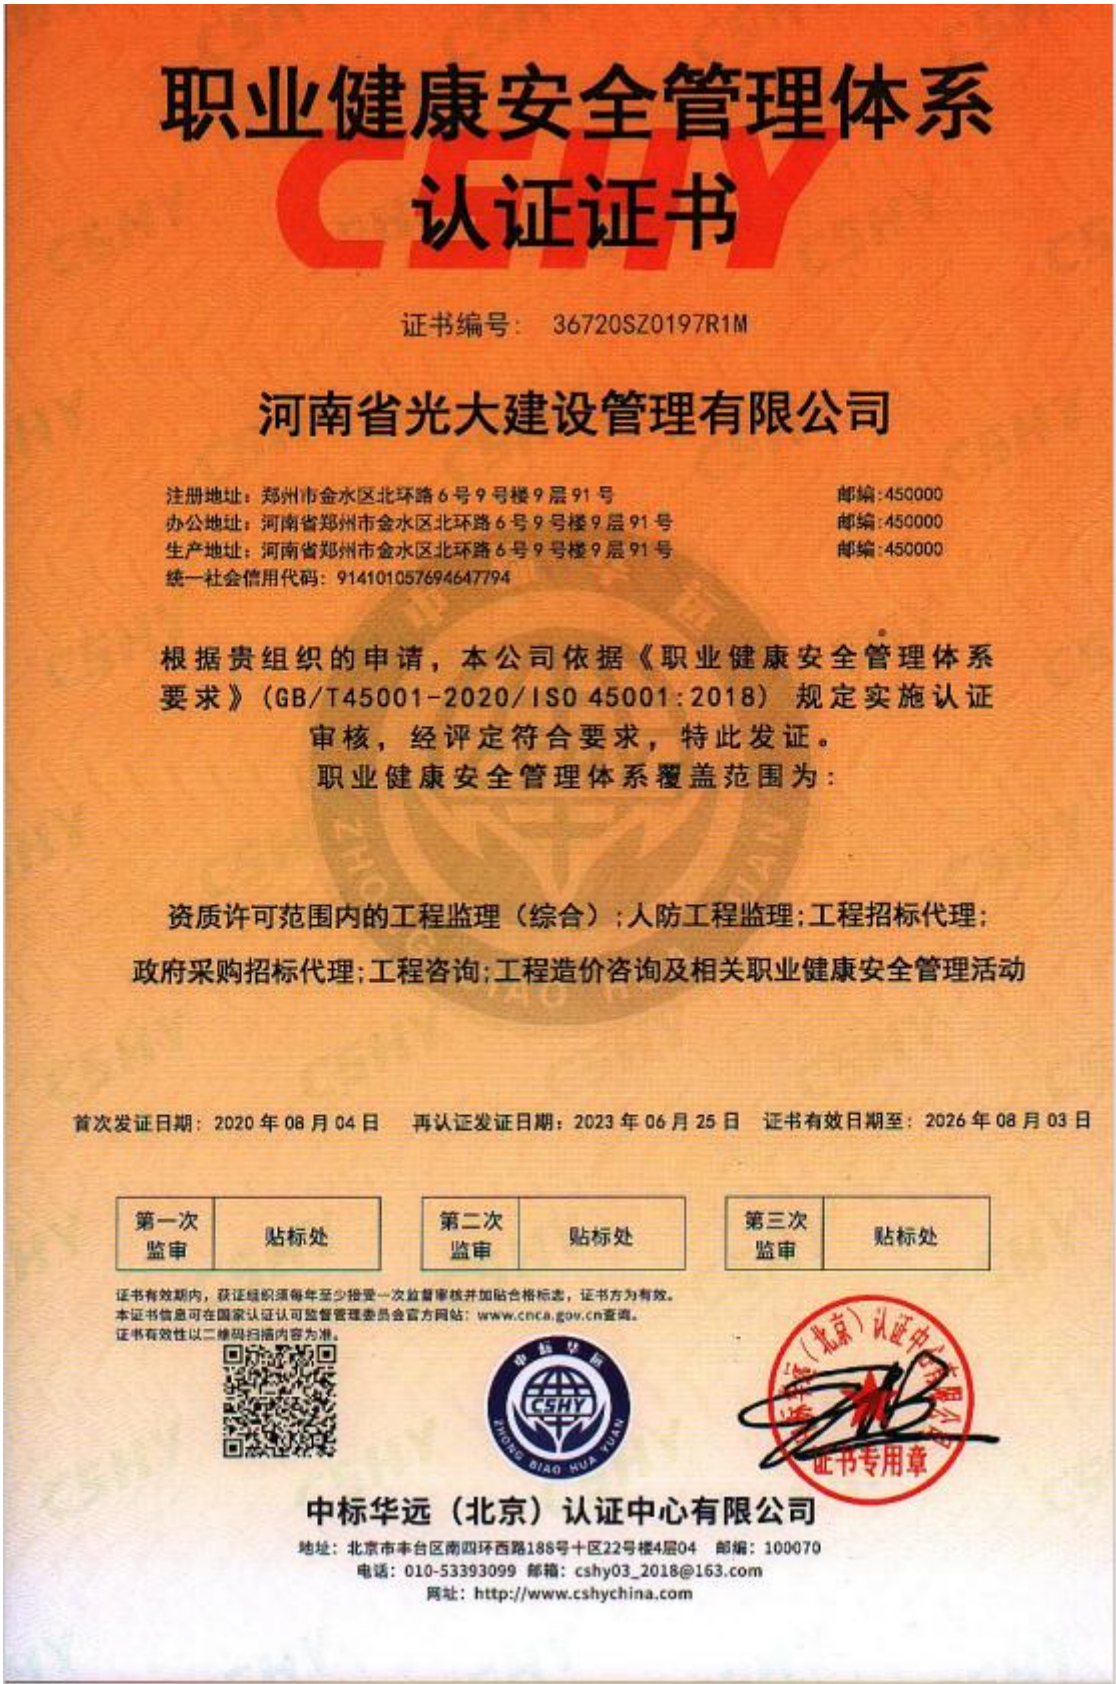 职业健康安全管理体系
CSHY
认证证书
证书编号： 36720SZ0197R1M
河南省光大建设管理有限公司
注册地址：郑州市金水区北环路6号9号楼9层91号 邮编:450000
办公地址：河南省郑州市金水区北环路6号9号楼9层91号 邮编:450000
生产地址：河南省郑州市金水区北环路6号9号楼9层91号 邮编:450000
统一社会信用代码：914101057694647794
根据贵组织的申请，本公司依据《职业健康安全管理体系
要求》(GB/T45001-2020/ISO 45001:2018) 规定实施认证
审核，经评定符合要求，特此发证。
职业健康安全管理体系覆盖范围为：
资质许可范围内的工程监理（综合）;人防工程监理;工程招标代理;
政府采购招标代理;工程咨询;工程造价咨询及相关职业健康安全管理活动
首次发证日期：2020年08月04日 再认证发证日期：2023年06月25日 证书有效日期至：2026年08月03日
第一次 监审 贴标处 第二次 监审 贴标处 第三次 监审 贴标处
证书有效期内，获证组织须每年至少接受一次监督审核并加贴合格标志，证书方为有效。
本证书信息可在国家认证认可监督管理委员会官方网站：www.cnca.gov.cn查询。
证书有效性以二维码扫描内容为准。
中标华远
CSHY
ZHONG BIAO HUA YUAN
（北京）认证中心有限公司
证书专用章
中标华远（北京）认证中心有限公司
地址：北京市丰台区南四环西路188号十区22号楼4层04 邮编：100070
电话：010-53393099 邮箱：cshy03_2018@163.com
网址：http://www.cshychina.com